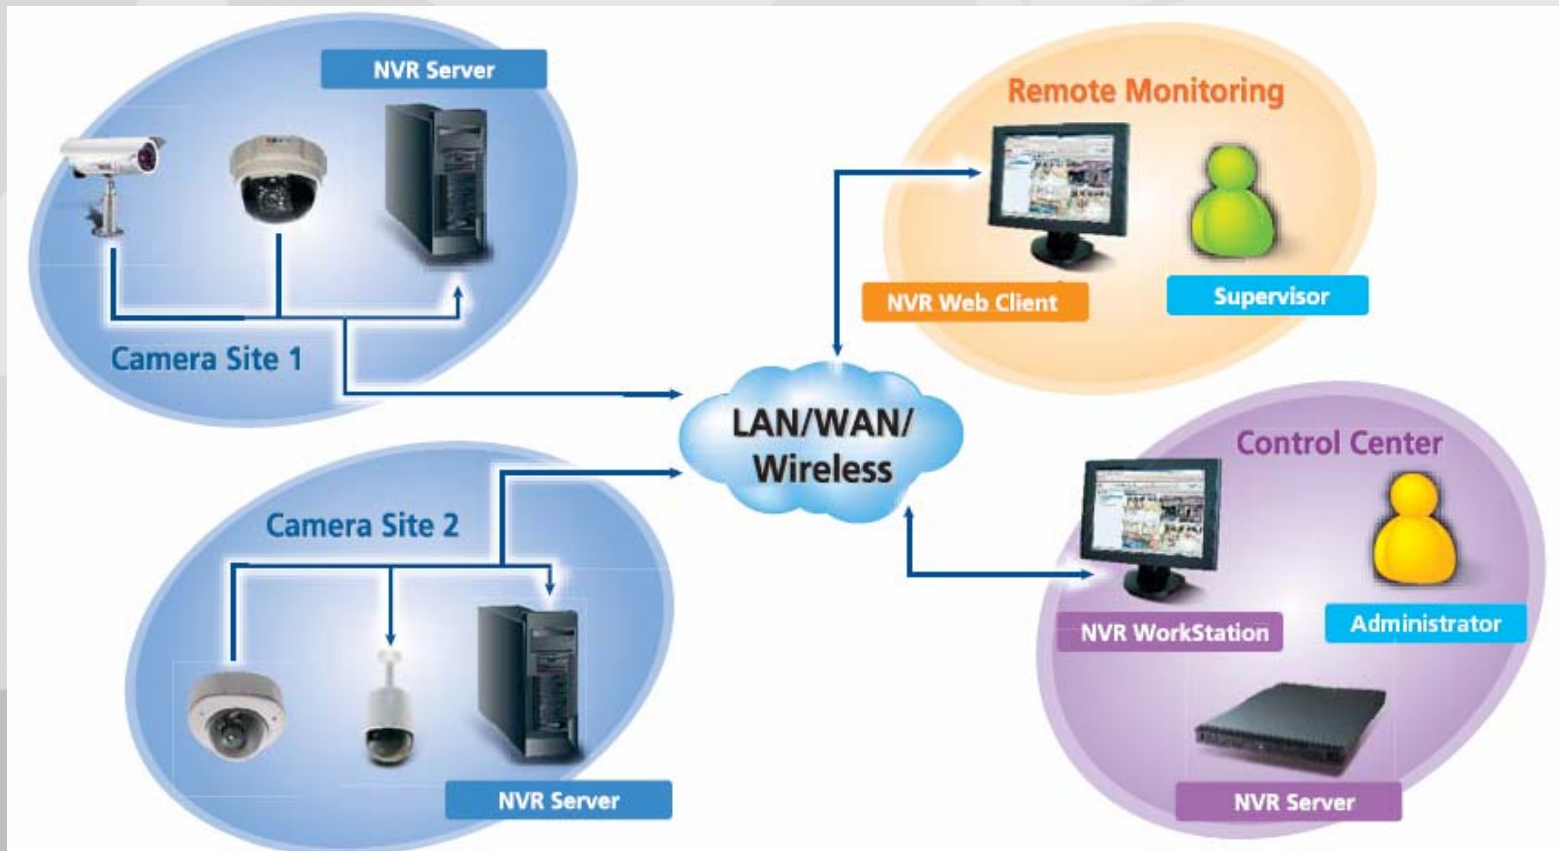 NVR Server
Camera Site 1
Remote Monitoring
NVR Web Client
Supervisor
LAN/WAN/
Wireless
Camera Site 2
NVR Server
Control Center
NVR WorkStation
Administrator
NVR Server